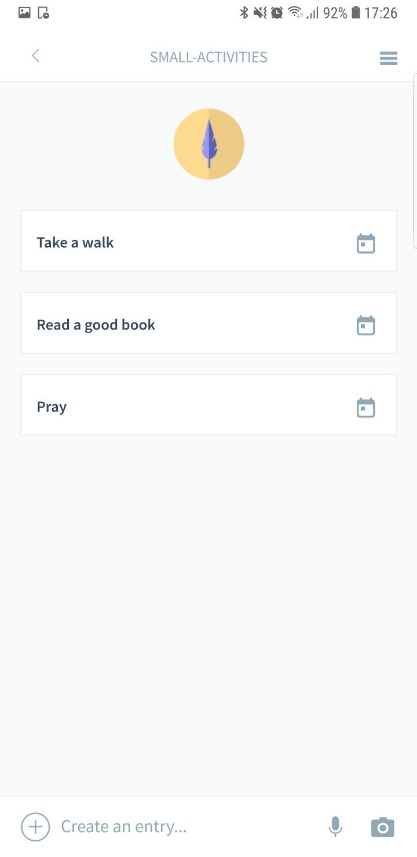 92% 17:26
SMALL-ACTIVITIES
Take a walk
Read a good book
Pray
Create an entry...